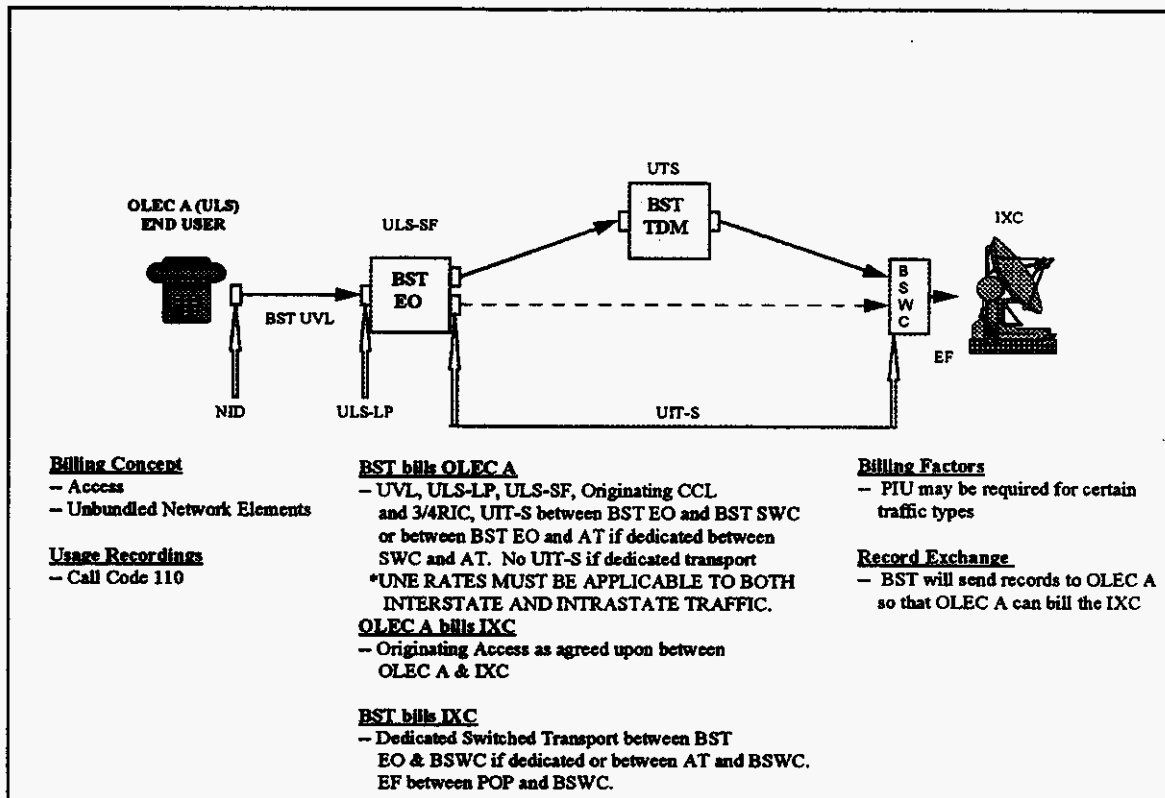 UTS
OLEC A (ULS)
END USER
ULS-SF
BST
TDM
IXC
BST
EO
B
S
W
C
BST UVL
EF
NID
ULS-LP
UIT-S
Billing Concept
– Access
– Unbundled Network Elements
Usage Recordings
– Call Code 110
BST bills OLEC A
– UVL, ULS-LP, ULS-SF, Originating CCL
and 3/4RIC, UIT-S between BST EO and BST SWC
or between BST EO and AT if dedicated between
SWC and AT. No UIT-S if dedicated transport
*UNE RATES MUST BE APPLICABLE TO BOTH
INTERSTATE AND INTRASTATE TRAFFIC.
OLEC A bills IXC
– Originating Access as agreed upon between
OLEC A & IXC
BST bills IXC
– Dedicated Switched Transport between BST
EO & BSWC if dedicated or between AT and BSWC.
EF between POP and BSWC.
Billing Factors
– PIU may be required for certain
traffic types
Record Exchange
– BST will send records to OLEC A
so that OLEC A can bill the IXC